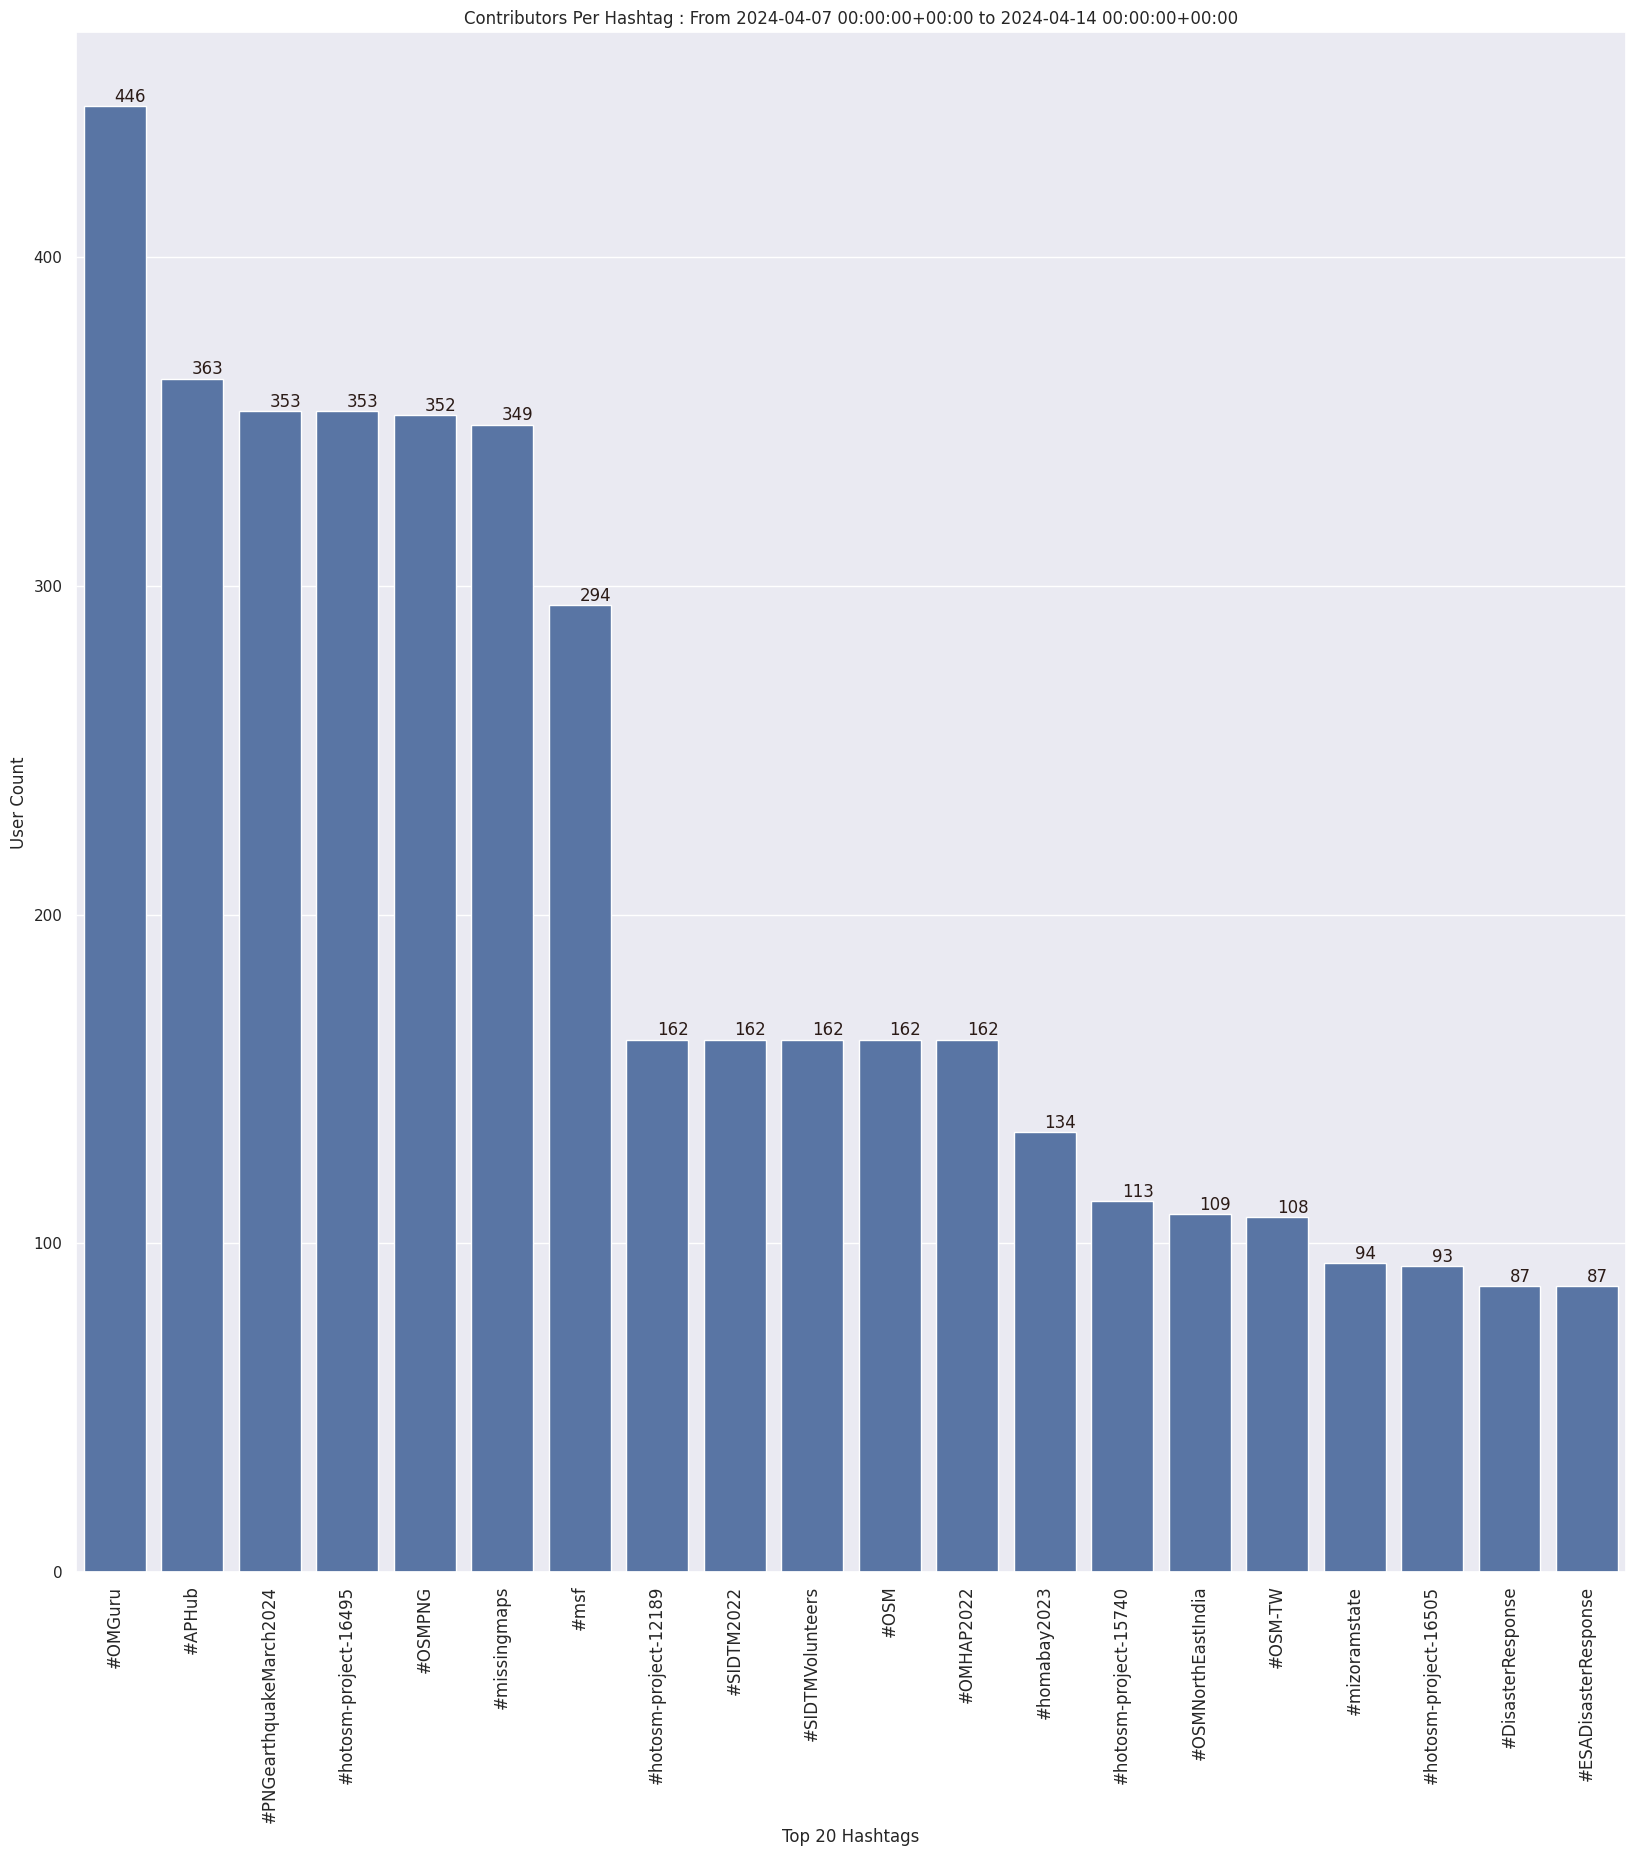 Contributors Per Hashtag : From 2024-04-07 00:00:00+00:00 to 2024-04-14 00:00:00+00:00
User Count
400
300
200
100
0
446
363
353
353
352
349
294
162
162
162
162
162
134
113
109
108
94
93
87
87
#OMGuru
#APHub
#PNGearthquakeMarch2024
#hotosm-project-16495
#OSMPNG
#missingmaps
#msf
#hotosm-project-12189
#SIDTM2022
#SIDTMVolunteers
#OSM
#OMHAP2022
#homabay2023
#hotosm-project-15740
#OSMNorthEastIndia
#OSM-TW
#mizoramstate
#hotosm-project-16505
#DisasterResponse
#ESADisasterResponse
Top 20 Hashtags